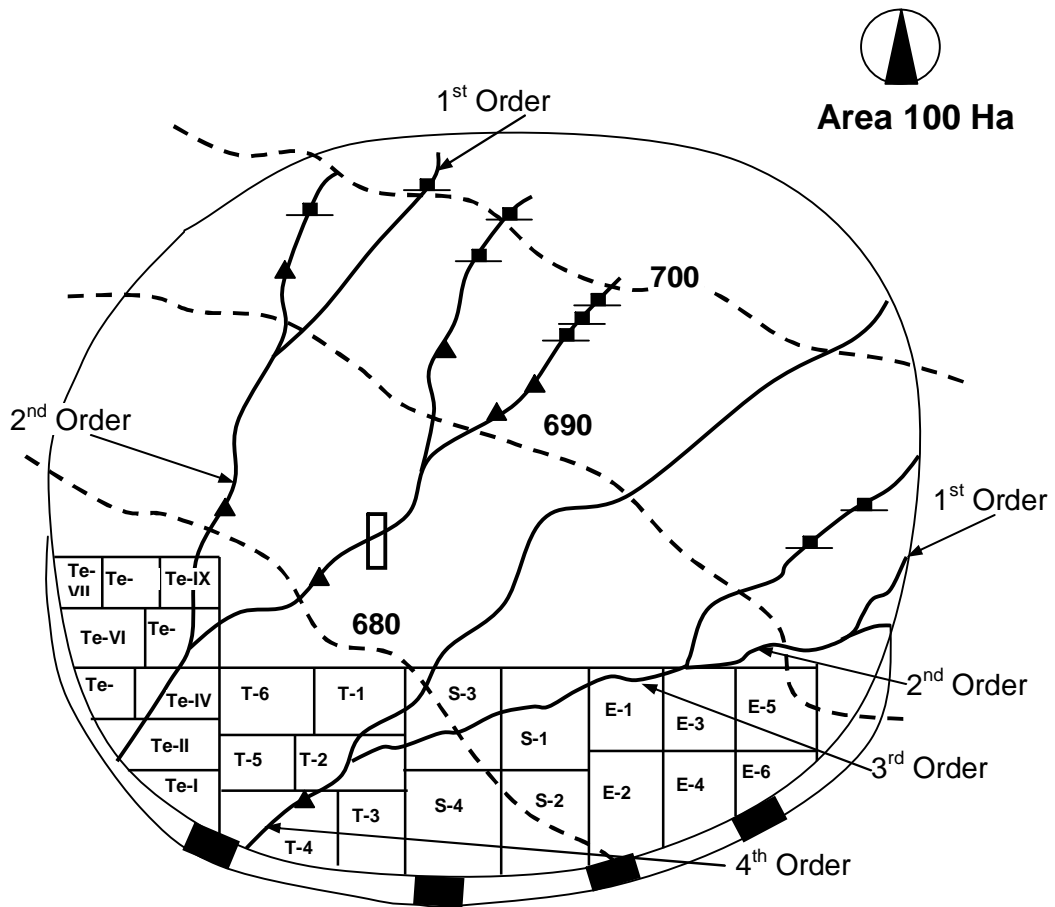 1st Order
Area 100 Ha
700
2nd Order
690
1st Order
Te-
VII
Te-
Te-IX
Te-VI
Te-
680
Te-
Te-IV
T-6
T-1
S-3
E-1
E-3
E-5
2nd Order
Te-II
T-5
T-2
S-1
3rd Order
Te-I
T-3
S-4
S-2
E-2
E-4
E-6
T-4
4th Order